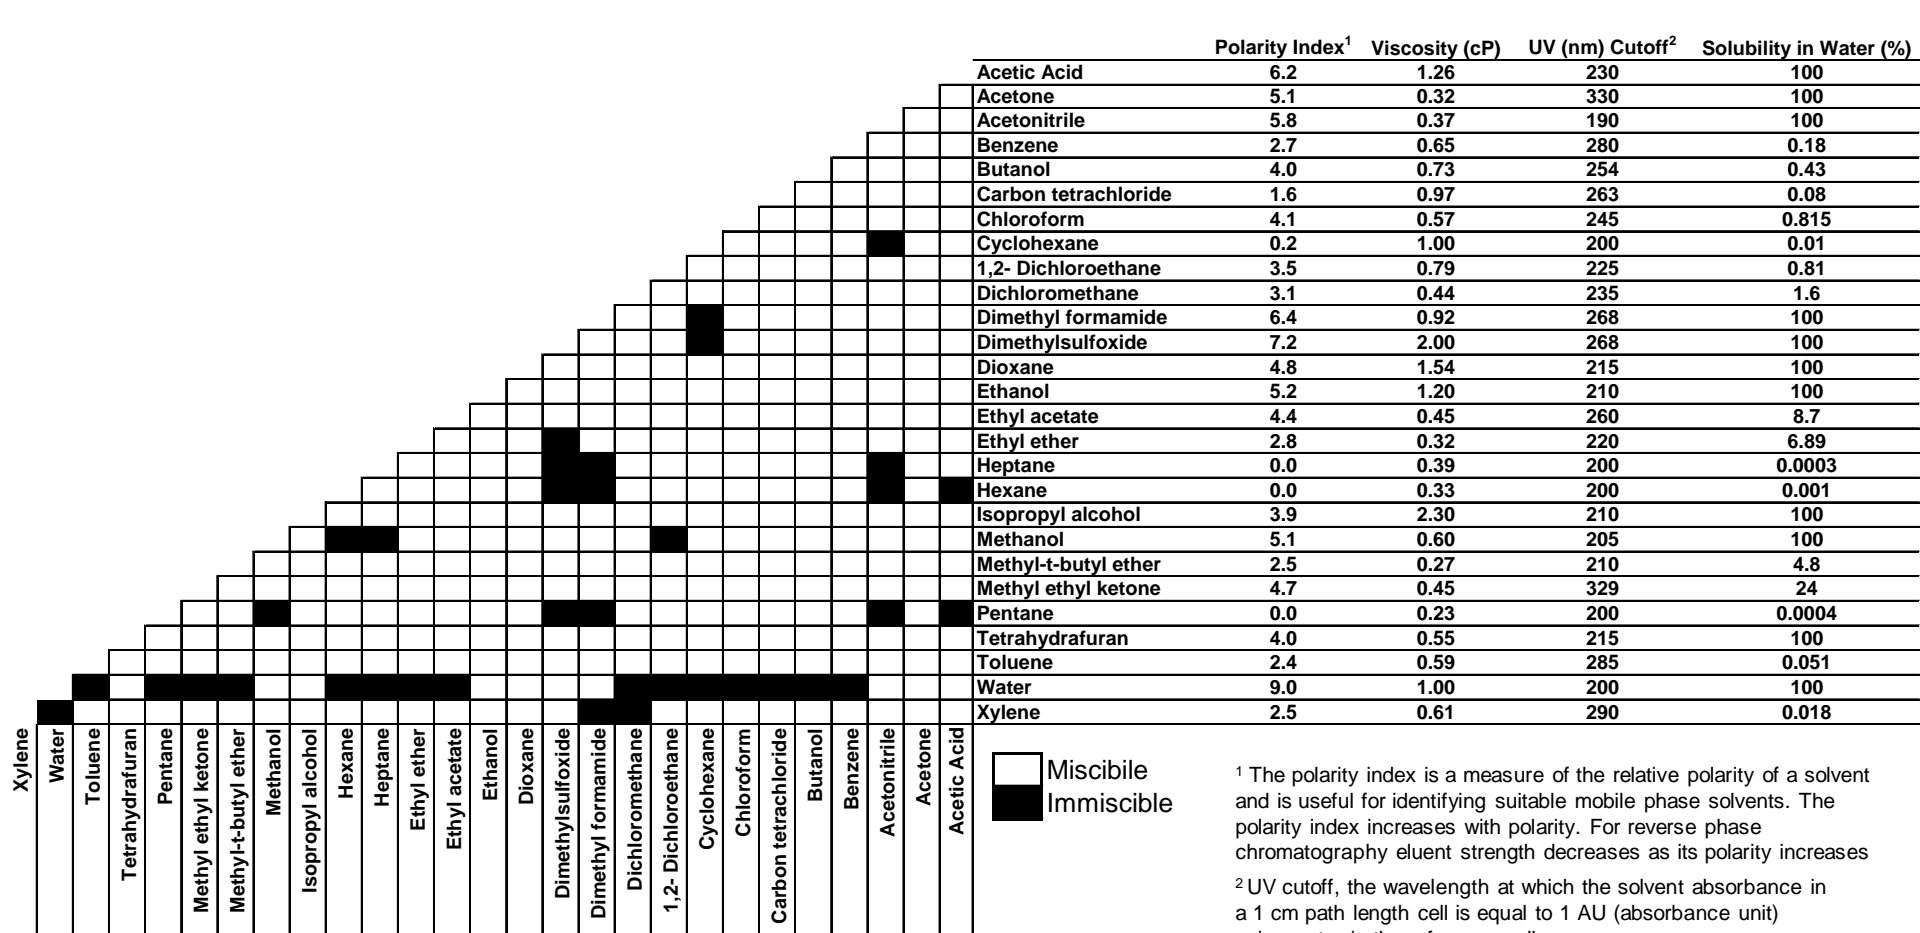 Polarity Index1 Viscosity (cP) UV (nm) Cutoff2 Solubility in Water (%)
Acetic Acid 6.2 1.26 230 100
Acetone 5.1 0.32 330 100
Acetonitrile 5.8 0.37 190 100
Benzene 2.7 0.65 280 0.18
Butanol 4.0 0.73 254 0.43
Carbon tetrachloride 1.6 0.97 263 0.08
Chloroform 4.1 0.57 245 0.815
Cyclohexane 0.2 1.00 200 0.01
1,2- Dichloroethane 3.5 0.79 225 0.81
Dichloromethane 3.1 0.44 235 1.6
Dimethyl formamide 6.4 0.92 268 100
Dimethylsulfoxide 7.2 2.00 268 100
Dioxane 4.8 1.54 215 100
Ethanol 5.2 1.20 210 100
Ethyl acetate 4.4 0.45 260 8.7
Ethyl ether 2.8 0.32 220 6.89
Heptane 0.0 0.39 200 0.0003
Hexane 0.0 0.33 200 0.001
Isopropyl alcohol 3.9 2.30 210 100
Methanol 5.1 0.60 205 100
Methyl-t-butyl ether 2.5 0.27 210 4.8
Methyl ethyl ketone 4.7 0.45 329 24
Pentane 0.0 0.23 200 0.0004
Tetrahydrafuran 4.0 0.55 215 100
Toluene 2.4 0.59 285 0.051
Water 9.0 1.00 200 100
Xylene 2.5 0.61 290 0.018
Xylene
Water
Toluene
Tetrahydrafuran
Pentane
Methyl ethyl ketone
Methyl-t-butyl ether
Methanol
Isopropyl alcohol
Hexane
Heptane
Ethyl ether
Ethyl acetate
Ethanol
Dioxane
Dimethylsulfoxide
Dimethyl formamide
Dichloromethane
1,2- Dichloroethane
Cyclohexane
Chloroform
Carbon tetrachloride
Butanol
Benzene
Acetonitrile
Acetone
Acetic Acid
Miscibile
Immiscible
1 The polarity index is a measure of the relative polarity of a solvent
and is useful for identifying suitable mobile phase solvents. The
polarity index increases with polarity. For reverse phase
chromatography eluent strength decreases as its polarity increases
2 UV cutoff, the wavelength at which the solvent absorbance in
a 1 cm path length cell is equal to 1 AU (absorbance unit)